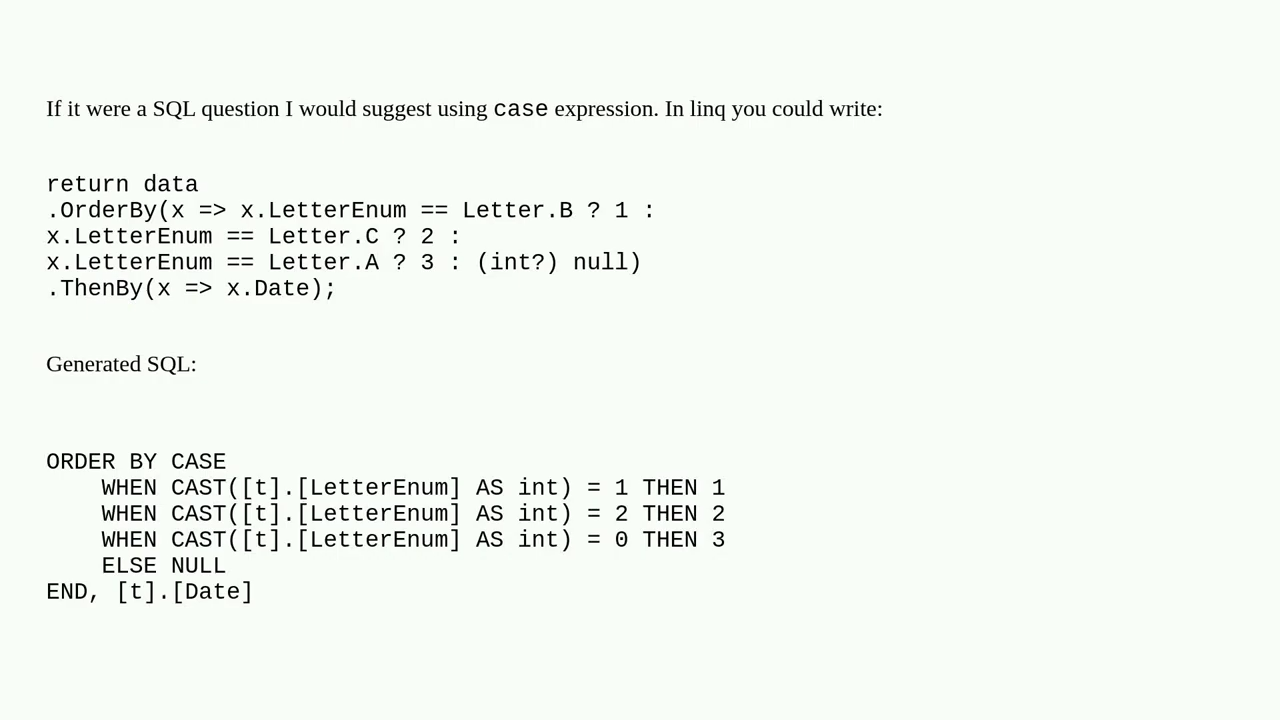 If it were a SQL question I would suggest using case expression. In linq you could write:
return data
.OrderBy(x => x.LetterEnum == Letter.B ? 1 :
x.LetterEnum == Letter.C ? 2 :
x.LetterEnum == Letter.A ? 3 : (int?) null)
.ThenBy(x => x.Date);
Generated SQL:
ORDER BY CASE
    WHEN CAST([t].[LetterEnum] AS int) = 1 THEN 1
    WHEN CAST([t].[LetterEnum] AS int) = 2 THEN 2
    WHEN CAST([t].[LetterEnum] AS int) = 0 THEN 3
    ELSE NULL
END, [t].[Date]